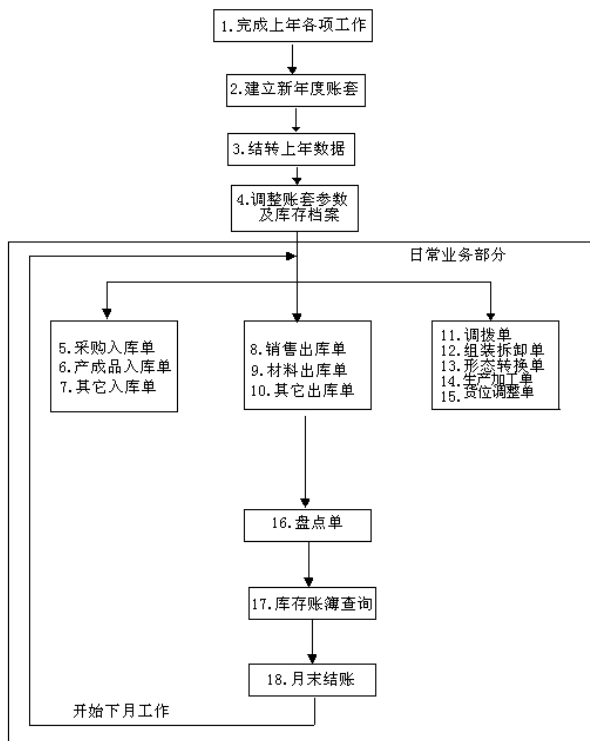 1.完成上年各项工作
2.建立新年度账套
3.结转上年数据
4.调整账套参数
及库存档案
日常业务部分
5.采购入库单
6.产成品入库单
7.其它入库单
8.销售出库单
9.材料出库单
10.其它出库单
11.调拨单
12.组装拆卸单
13.形态转换单
14.生产加工单
15.货位调整单
16.盘点单
17.库存账簿查询
18.月末结账
开始下月工作